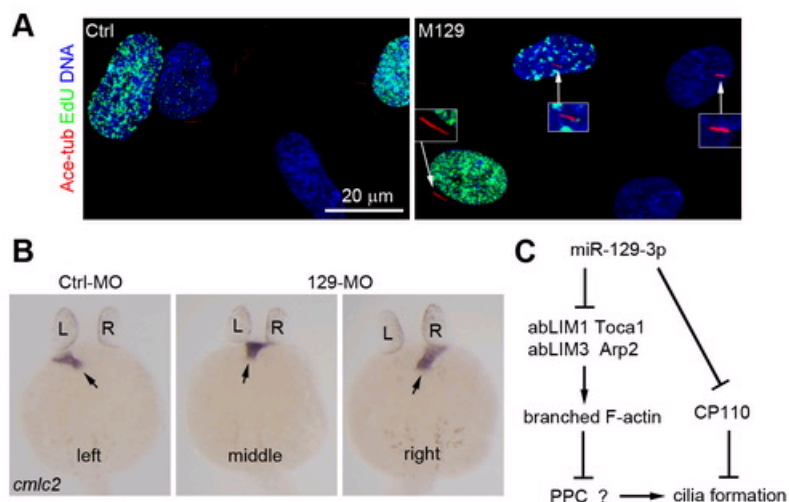 A
Ace-tub EdU DNA
Ctrl
20 μm
M129
B
Ctrl-MO
129-MO
L R
L R
L R
left
middle
right
cmlc2
C
miR-129-3p
abLIM1 Toca1
abLIM3 Arp2
branched F-actin
CP110
PPC ? cilia formation